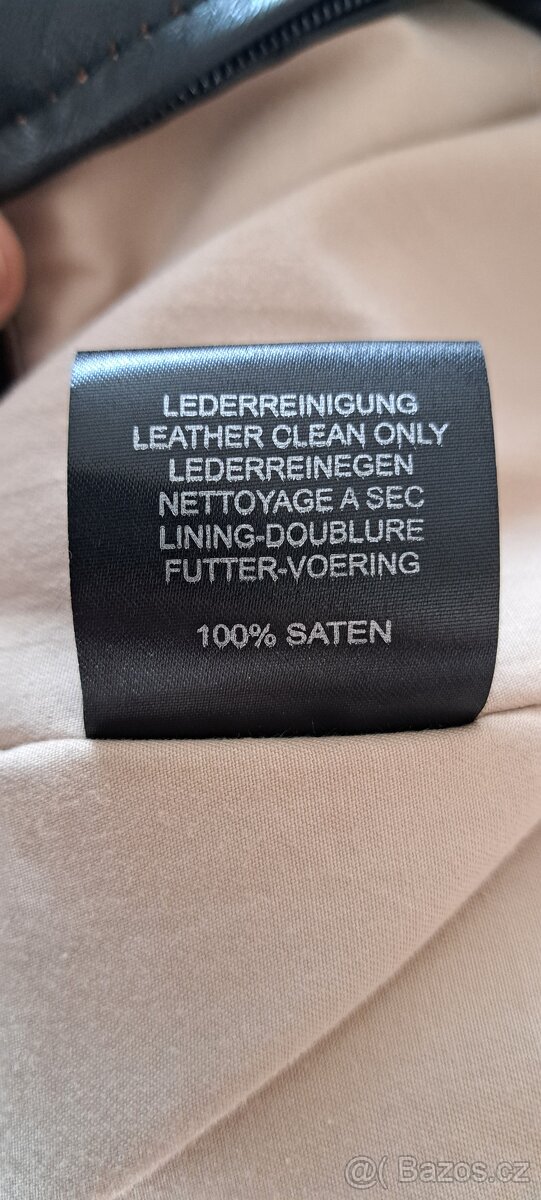 LEDERREINIGUNG
LEATHER CLEAN ONLY
LEDERREINEGEN
NETTOYAGE A SEC
LINING-DOUBLURE
FUTTER-VOERING
100% SATEN
@( Bazos.cz